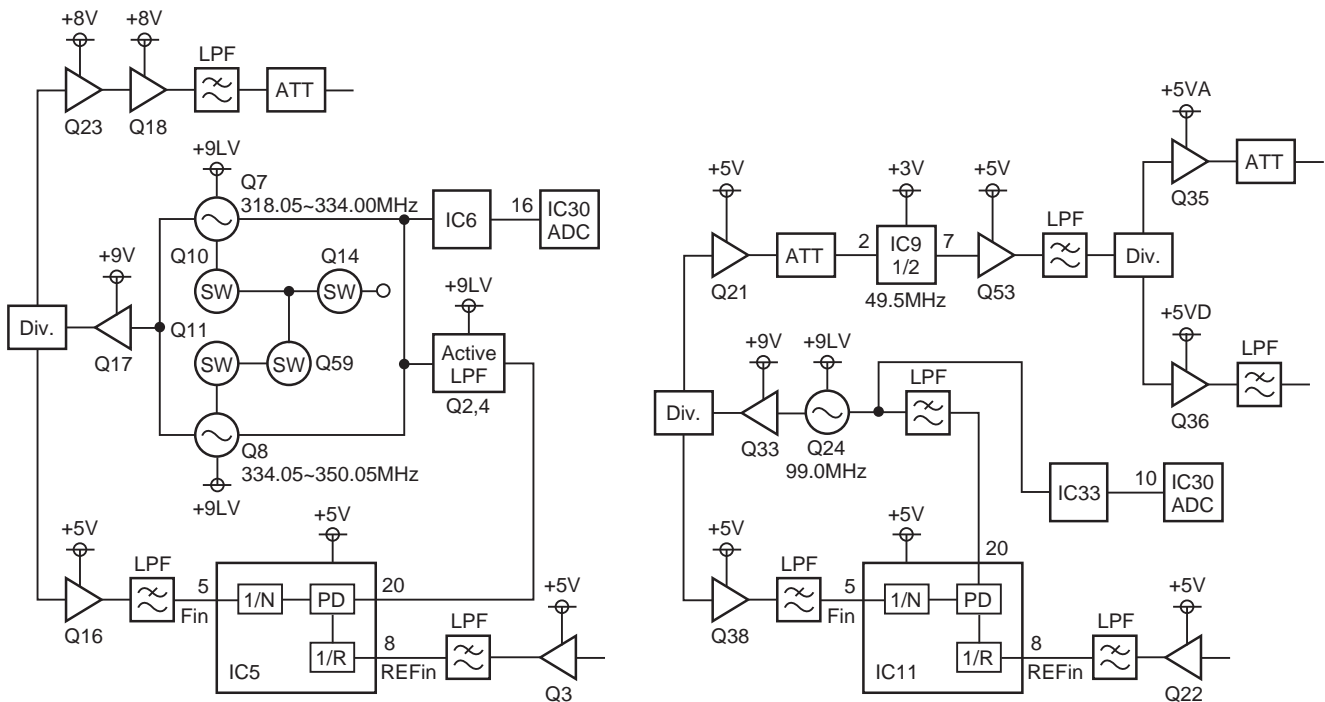 +8V
+8V
LPF
ATT
Q23
Q18
+9LV
Q7
318.05~334.00MHz
IC6
16
IC30
ADC
Q10
Q14
SW
SW
+9V
+9LV
Div.
Q17
Q11
SW
SW
Q59
Active
LPF
Q2,4
Q8
334.05~350.05MHz
+9LV
+5V
+5V
LPF
5
Fin
1/N
PD
20
Q16
1/R
8
REFin
LPF
+5V
IC5
Q3
+5VA
ATT
Q35
+5V
+3V
+5V
LPF
ATT
2
IC9
1/2
7
Div.
Q21
49.5MHz
Q53
+5VD
LPF
Q36
+9V
+9LV
LPF
Div.
Q33
Q24
99.0MHz
IC33
10
IC30
ADC
+5V
+5V
20
LPF
5
Fin
1/N
PD
Q38
1/R
8
REFin
LPF
+5V
IC11
Q22